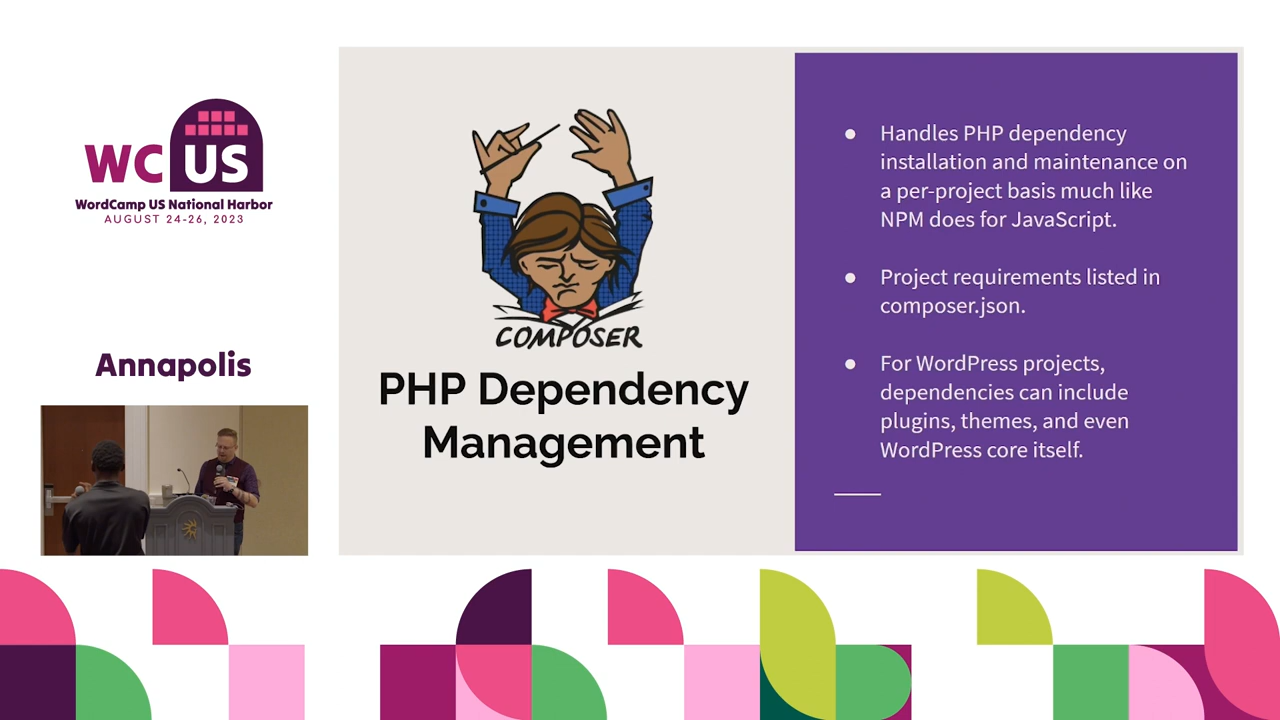 WC US
WordCamp US National Harbor
AUGUST 24-26, 2023
Annapolis
COMPOSER
PHP Dependency
Management
● Handles PHP dependency
installation and maintenance on
a per-project basis much like
NPM does for JavaScript.
● Project requirements listed in
composer.json.
● For WordPress projects,
dependencies can include
plugins, themes, and even
WordPress core itself.